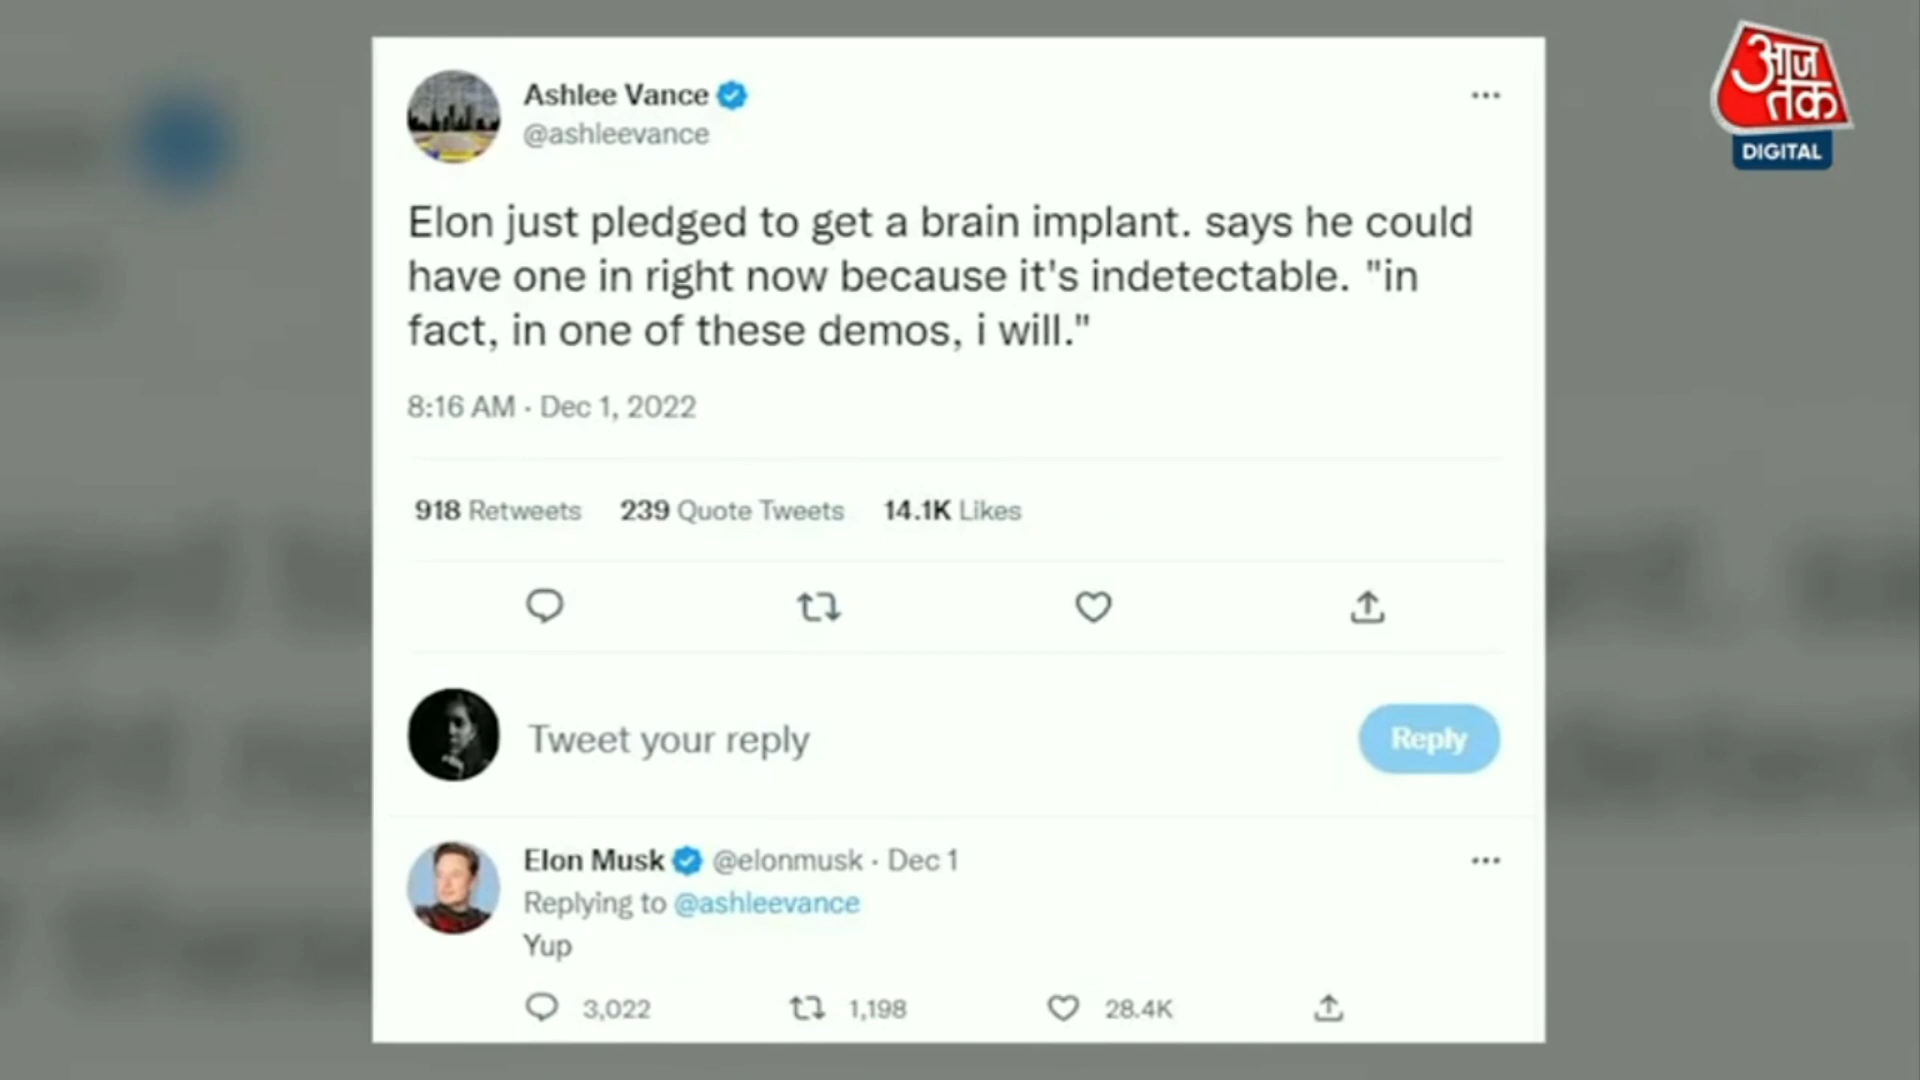 आज
तक
DIGITAL
Ashlee Vance
@ashleevance
Elon just pledged to get a brain implant. says he could
have one in right now because it's indetectable. "in
fact, in one of these demos, i will."
8:16 AM · Dec 1, 2022
918 Retweets 239 Quote Tweets 14.1K Likes
Tweet your reply
Reply
Elon Musk @elonmusk · Dec 1
Replying to @ashleevance
Yup
3,022 1,198 28.4K